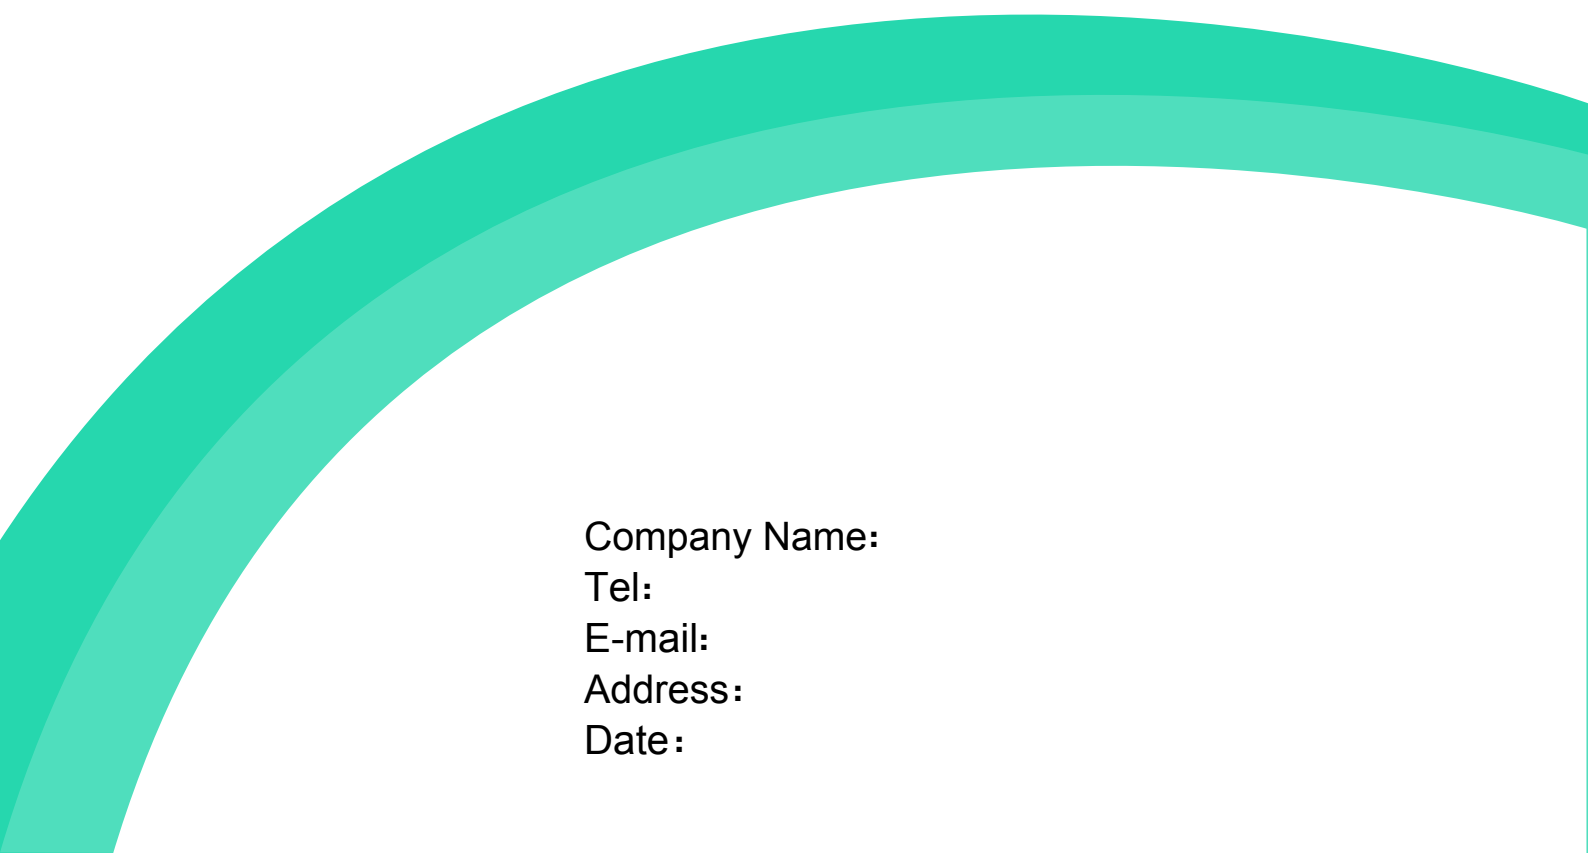 Company Name：
Tel：
E-mail：
Address：
Date：